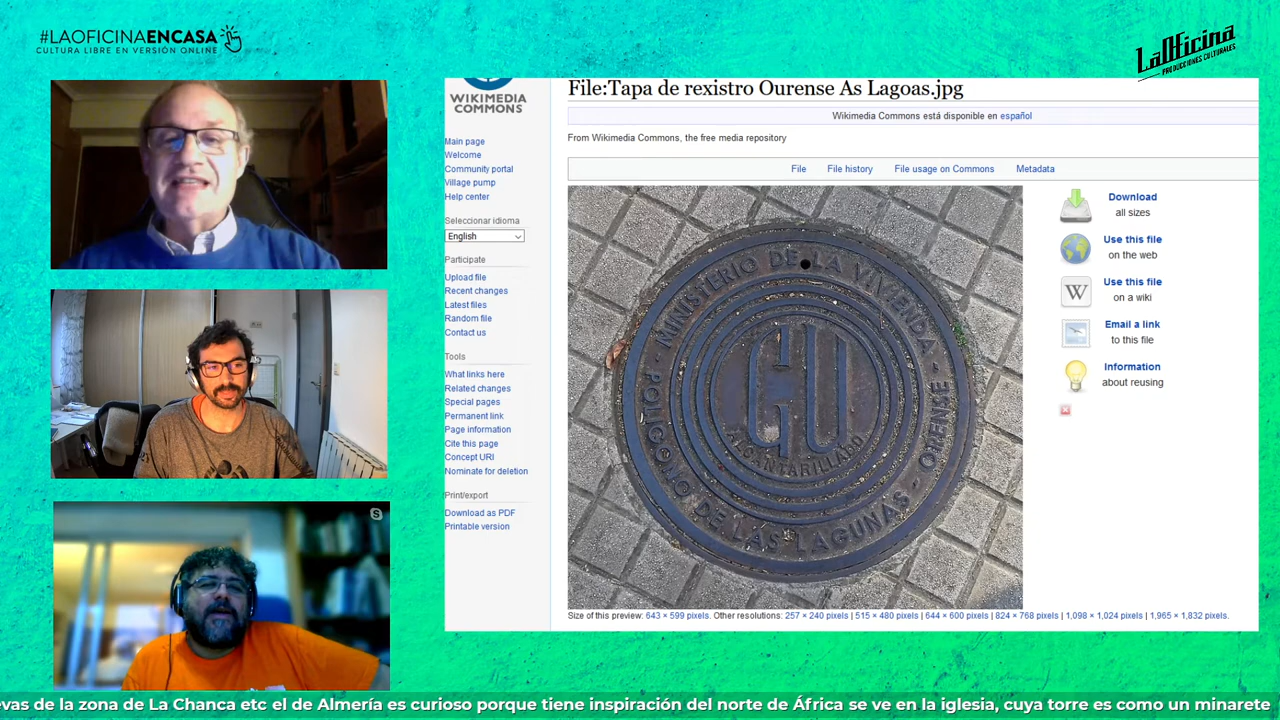 #LAOFICINAENCASA
CULTURA LIBRE EN VERSIÓN ONLINE
LaOficina
PRODUCCIONES CULTURALES
WIKIMEDIA
COMMONS
Main page
Welcome
Community portal
Village pump
Help center
Seleccionar idioma
English
Participate
Upload file
Recent changes
Latest files
Random file
Contact us
Tools
What links here
Related changes
Special pages
Permanent link
Page information
Cite this page
Concept URI
Nominate for deletion
Print/export
Download as PDF
Printable version
File:Tapa de rexistro Ourense As Lagoas.jpg
Wikimedia Commons está disponible en español
From Wikimedia Commons, the free media repository
File File history File usage on Commons Metadata
DE LA
POLIGONO DE LAS LAGUNAS - ORENSE -
ALCANTARILLADO
Download
all sizes
Use this file
on the web
W
Use this file
on a wiki
Email a link
to this file
Information
about reusing
Size of this preview: 643 × 599 pixels. Other resolutions: 257 × 240 pixels | 515 × 480 pixels | 644 × 600 pixels | 824 × 768 pixels | 1,098 × 1,024 pixels | 1,965 × 1,832 pixels.
S
evas de la zona de La Chanca etc el de Almería es curioso porque tiene inspiración del norte de África se ve en la iglesia, cuya torre es como un minarete